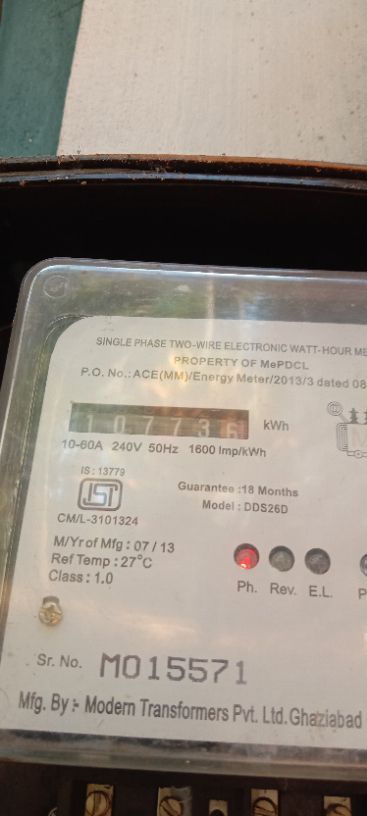 SINGLE PHASE TWO-WIRE ELECTRONIC WATT-HOUR ME
PROPERTY OF MePDCL
P.O. No.: ACE(MM)/Energy Meter/2013/3 dated 08
107736 kWh
10-60A 240V 50Hz 1600 Imp/kWh
IS : 13779
Guarantee :18 Months
Model : DDS26D
CM/L-3101324
M/Yr of Mfg : 07 / 13
Ref Temp : 27°C
Class : 1.0
Ph. Rev. E.L. P
Sr. No. M015571
Mfg. By :- Modern Transformers Pvt. Ltd. Ghaziabad